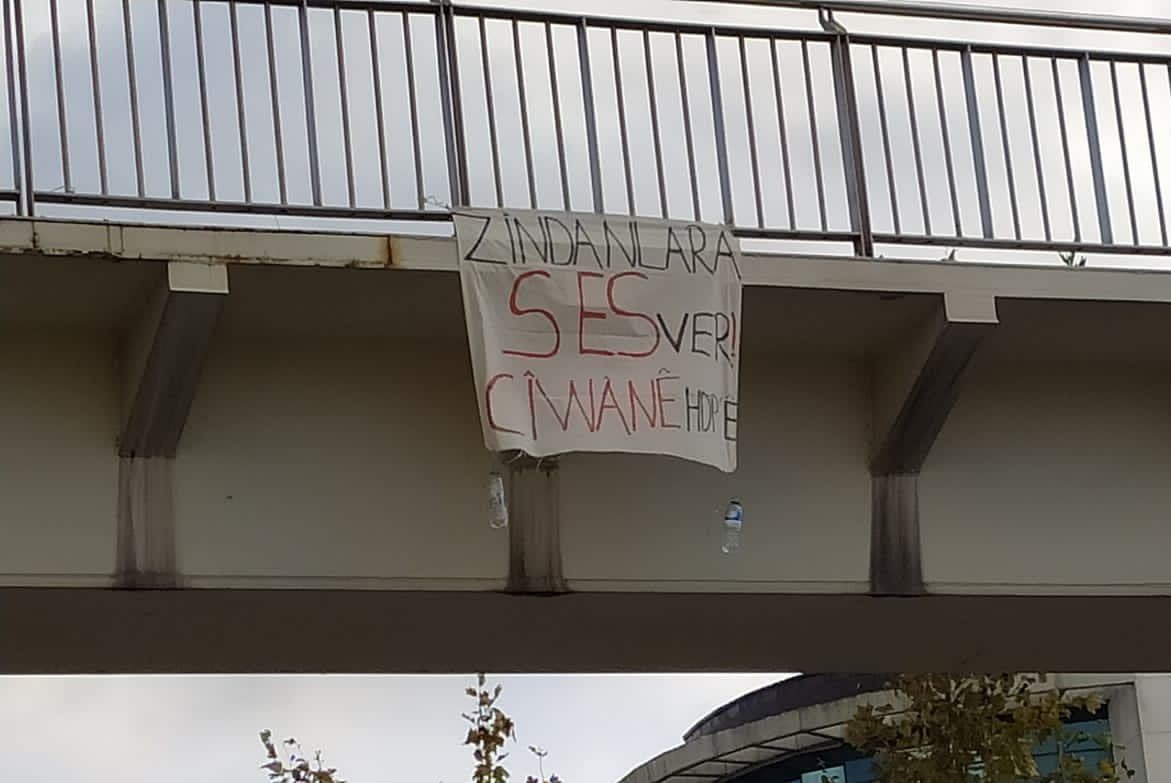 ZİNDANLARA
SES VER!
CÎWANÊ HDP'Ê